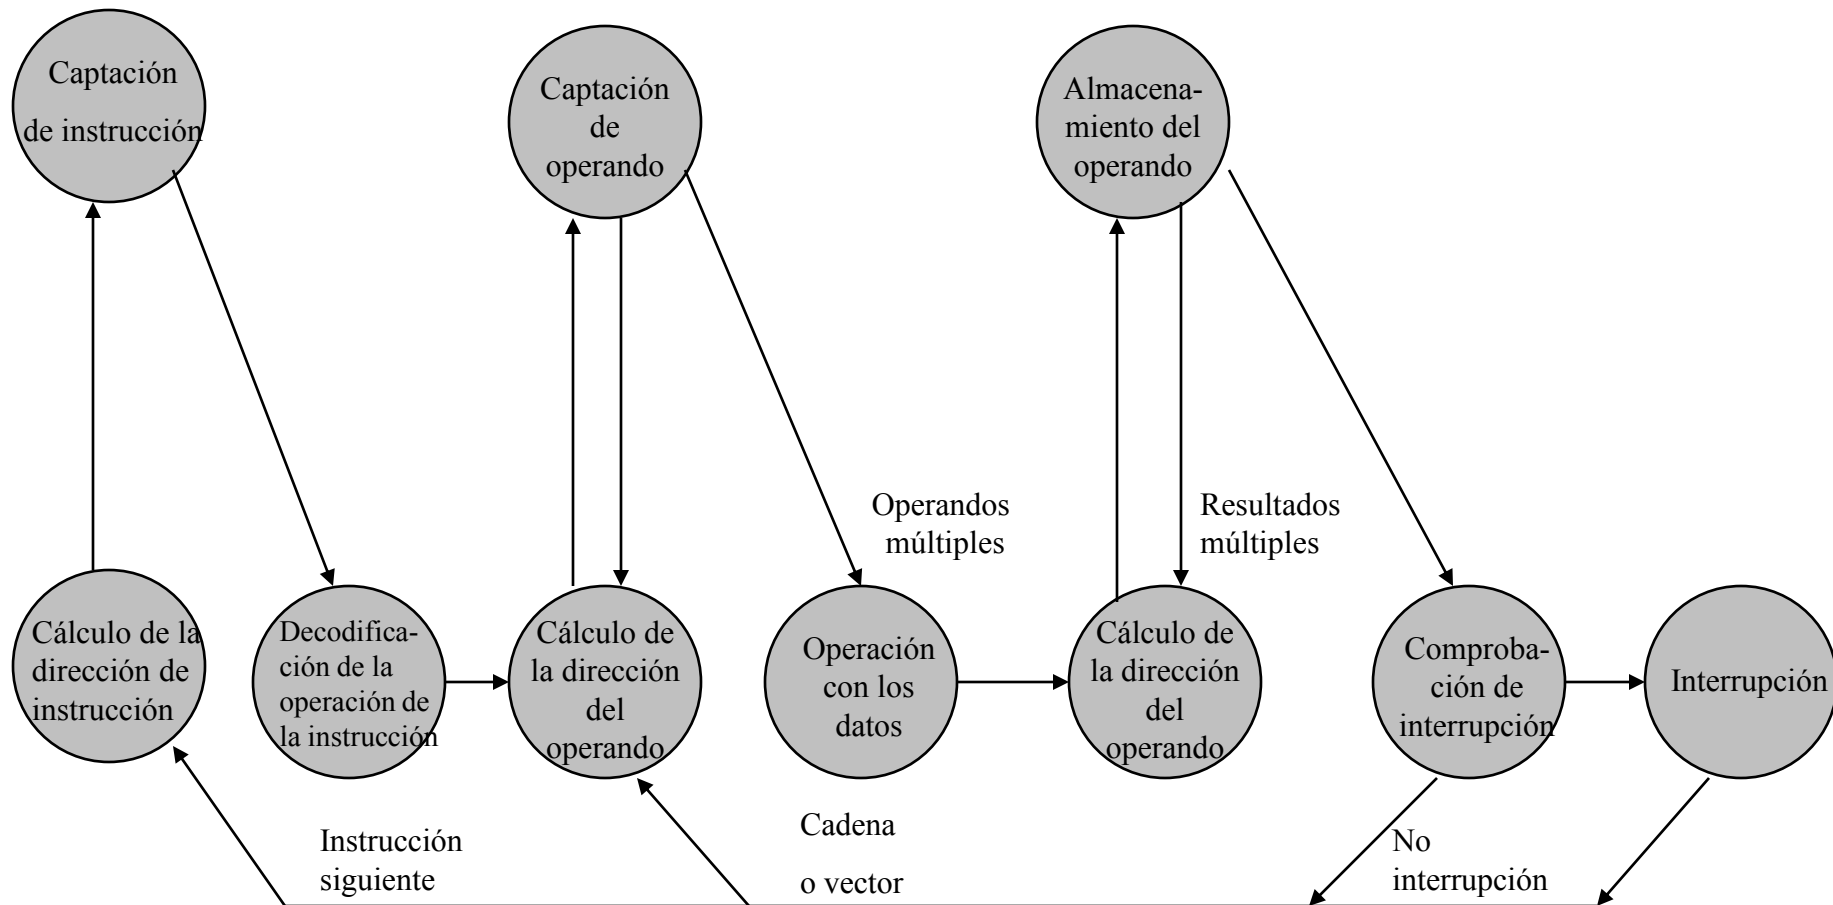 Captación
de instrucción
Captación
de
operando
Almacena-
miento del
operando
Operandos
múltiples
Resultados
múltiples
Cálculo de la
dirección de
instrucción
Decodifica-
ción de la
operación de
la instrucción
Cálculo de
la dirección
del
operando
Operación
con los
datos
Cálculo de
la dirección
del
operando
Comproba-
ción de
interrupción
Interrupción
Instrucción
siguiente
Cadena
o vector
No
interrupción